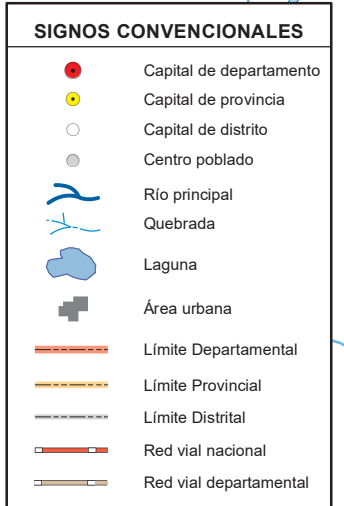 SIGNOS CONVENCIONALES
Capital de departamento
Capital de provincia
Capital de distrito
Centro poblado
Río principal
Quebrada
Laguna
Área urbana
Límite Departamental
Límite Provincial
Límite Distrital
Red vial nacional
Red vial departamental